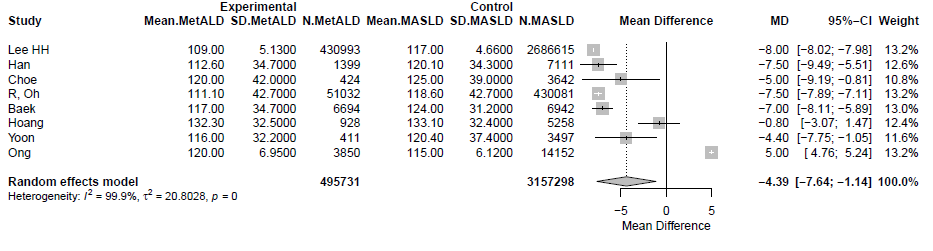 Experimental Control
Study Mean.MetALD SD.MetALD N.MetALD Mean.MASLD SD.MASLD N.MASLD Mean Difference MD 95%−CI Weight
Lee HH 109.00 5.1300 430993 117.00 4.6600 2686615 −8.00 [−8.02; −7.98] 13.2%
Han 112.60 34.7000 1399 120.10 34.3000 7111 −7.50 [−9.49; −5.51] 12.6%
Choe 120.00 42.0000 424 125.00 39.0000 3642 −5.00 [−9.19; −0.81] 10.8%
R, Oh 111.10 42.7000 51032 118.60 42.7000 430081 −7.50 [−7.89; −7.11] 13.2%
Baek 117.00 34.7000 6694 124.00 31.2000 6942 −7.00 [−8.11; −5.89] 13.0%
Hoang 132.30 32.5000 928 133.10 32.4000 5258 −0.80 [−3.07; 1.47] 12.4%
Yoon 116.00 32.2000 411 120.40 37.4000 3497 −4.40 [−7.75; −1.05] 11.6%
Ong 120.00 6.9500 3850 115.00 6.1200 14152 5.00 [ 4.76; 5.24] 13.2%
Random effects model 495731 3157298 −4.39 [−7.64; −1.14] 100.0%
Heterogeneity: I² = 99.9%, τ² = 20.8028, p = 0
−5 0 5
Mean Difference